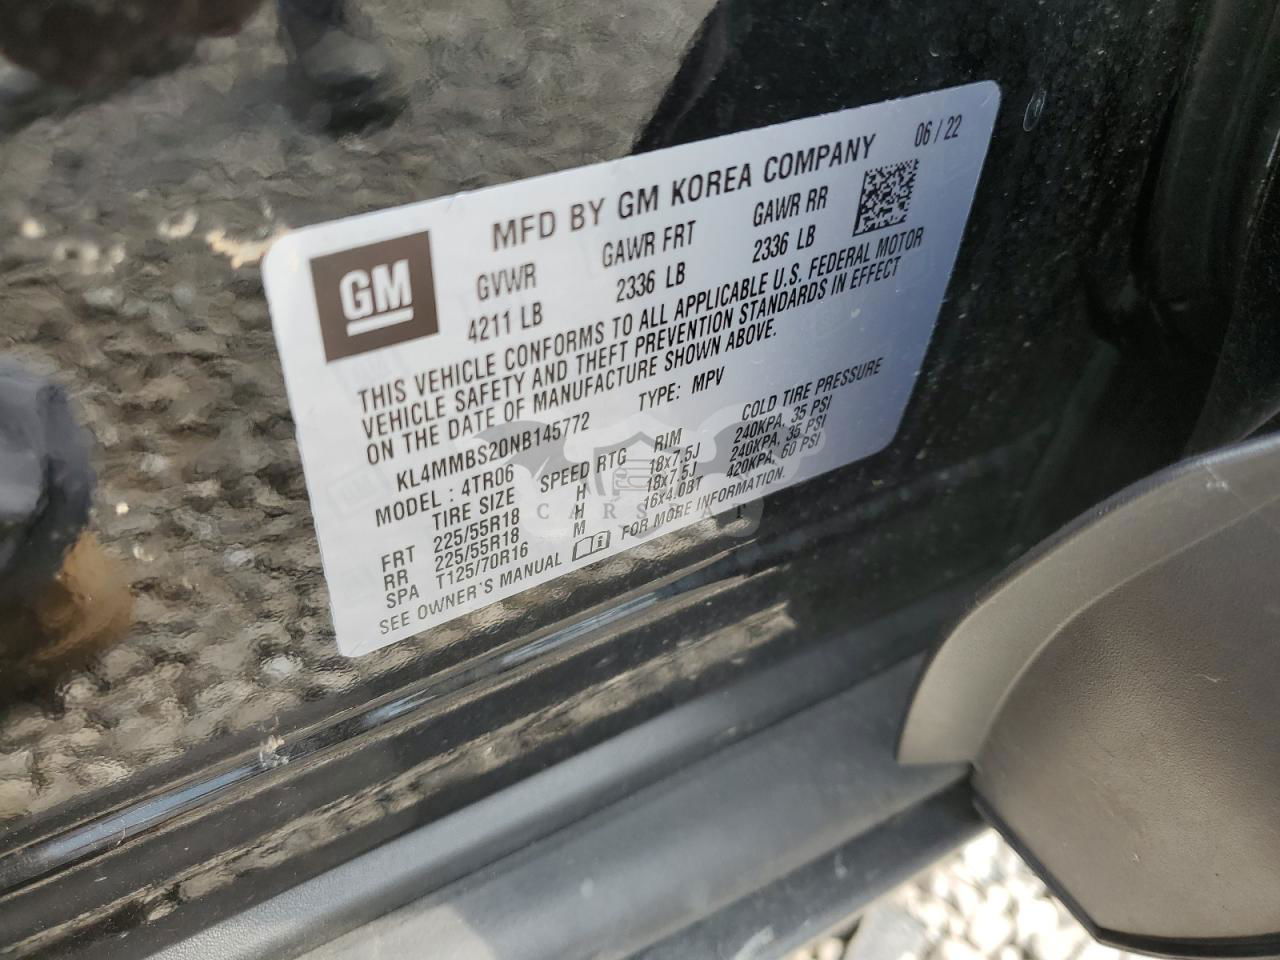 MFD BY GM KOREA COMPANY 06/22
GM
GVWR GAWR FRT GAWR RR
4211 LB 2336 LB 2336 LB
THIS VEHICLE CONFORMS TO ALL APPLICABLE U.S. FEDERAL MOTOR
VEHICLE SAFETY AND THEFT PREVENTION STANDARDS IN EFFECT
ON THE DATE OF MANUFACTURE SHOWN ABOVE.
KL4MMBS20NB145772 TYPE: MPV
MODEL: 4TR06
TIRE SIZE SPEED RTG RIM COLD TIRE PRESSURE
FRT 225/55R18 H 18x7.5J 240KPA, 35 PSI
RR 225/55R18 H 18x7.5J 240KPA, 35 PSI
SPA T125/70R16 M 16x4.0BT 420KPA, 60 PSI
SEE OWNER'S MANUAL FOR MORE INFORMATION.